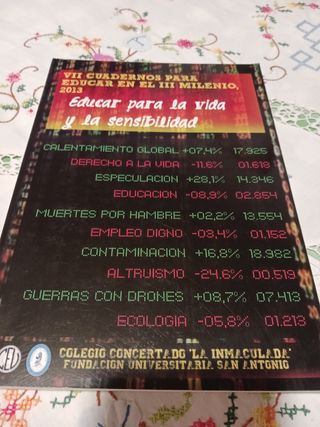 VII CUADERNOS PARA
EDUCAR EN EL III MILENIO,
2013
Educar para la vida
y la sensibilidad
CALENTAMIENTO GLOBAL +07,4% 17.925
DERECHO A LA VIDA -11,6% 01.618
ESPECULACION +28,1% 14.346
EDUCACION -08,9% 02.854
MUERTES POR HAMBRE +02,2% 13.554
EMPLEO DIGNO -03,4% 01.152
CONTAMINACION +16,8% 18.982
ALTRUISMO -24,6% 00.519
GUERRAS CON DRONES +08,7% 07.413
ECOLOGIA -05,8% 01.213
COLEGIO CONCERTADO "LA INMACULADA"
FUNDACION UNIVERSITARIA SAN ANTONIO